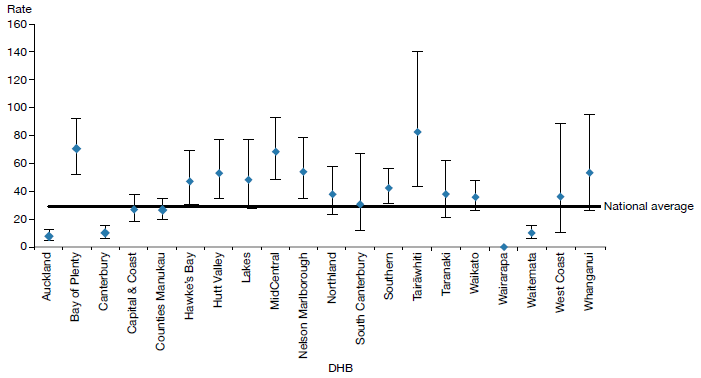 Rate
160
140
120
100
80
60
40
20
0
National average
Auckland
Bay of Plenty
Canterbury
Capital & Coast
Counties Manukau
Hawke's Bay
Hutt Valley
Lakes
MidCentral
Nelson Marlborough
Northland
South Canterbury
Southern
Tairāwhiti
Taranaki
Waikato
Wairarapa
Waitemata
West Coast
Whanganui
DHB